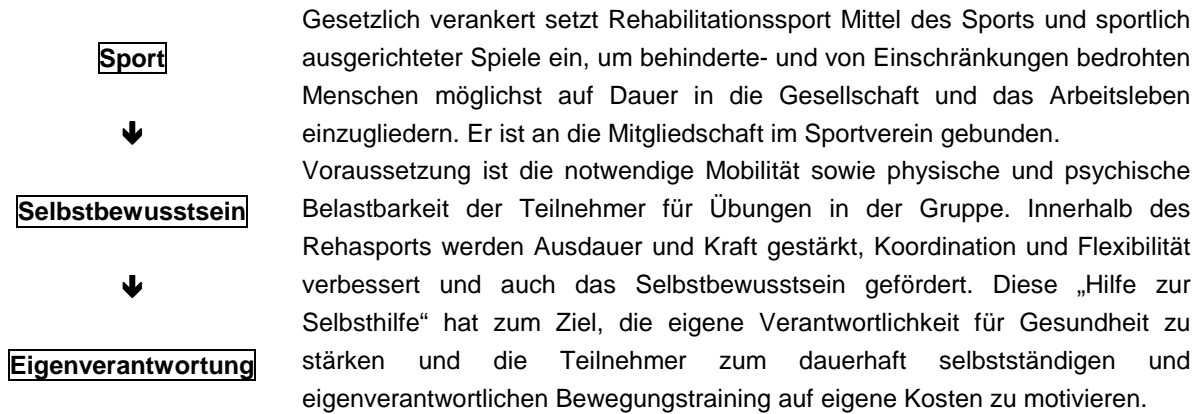 Sport
🡻
Selbstbewusstsein
🡻
Eigenverantwortung
Gesetzlich verankert setzt Rehabilitationssport Mittel des Sports und sportlich
ausgerichteter Spiele ein, um behinderte- und von Einschränkungen bedrohten
Menschen möglichst auf Dauer in die Gesellschaft und das Arbeitsleben
einzugliedern. Er ist an die Mitgliedschaft im Sportverein gebunden.
Voraussetzung ist die notwendige Mobilität sowie physische und psychische
Belastbarkeit der Teilnehmer für Übungen in der Gruppe. Innerhalb des
Rehasports werden Ausdauer und Kraft gestärkt, Koordination und Flexibilität
verbessert und auch das Selbstbewusstsein gefördert. Diese „Hilfe zur
Selbsthilfe“ hat zum Ziel, die eigene Verantwortlichkeit für Gesundheit zu
stärken und die Teilnehmer zum dauerhaft selbstständigen und
eigenverantwortlichen Bewegungstraining auf eigene Kosten zu motivieren.